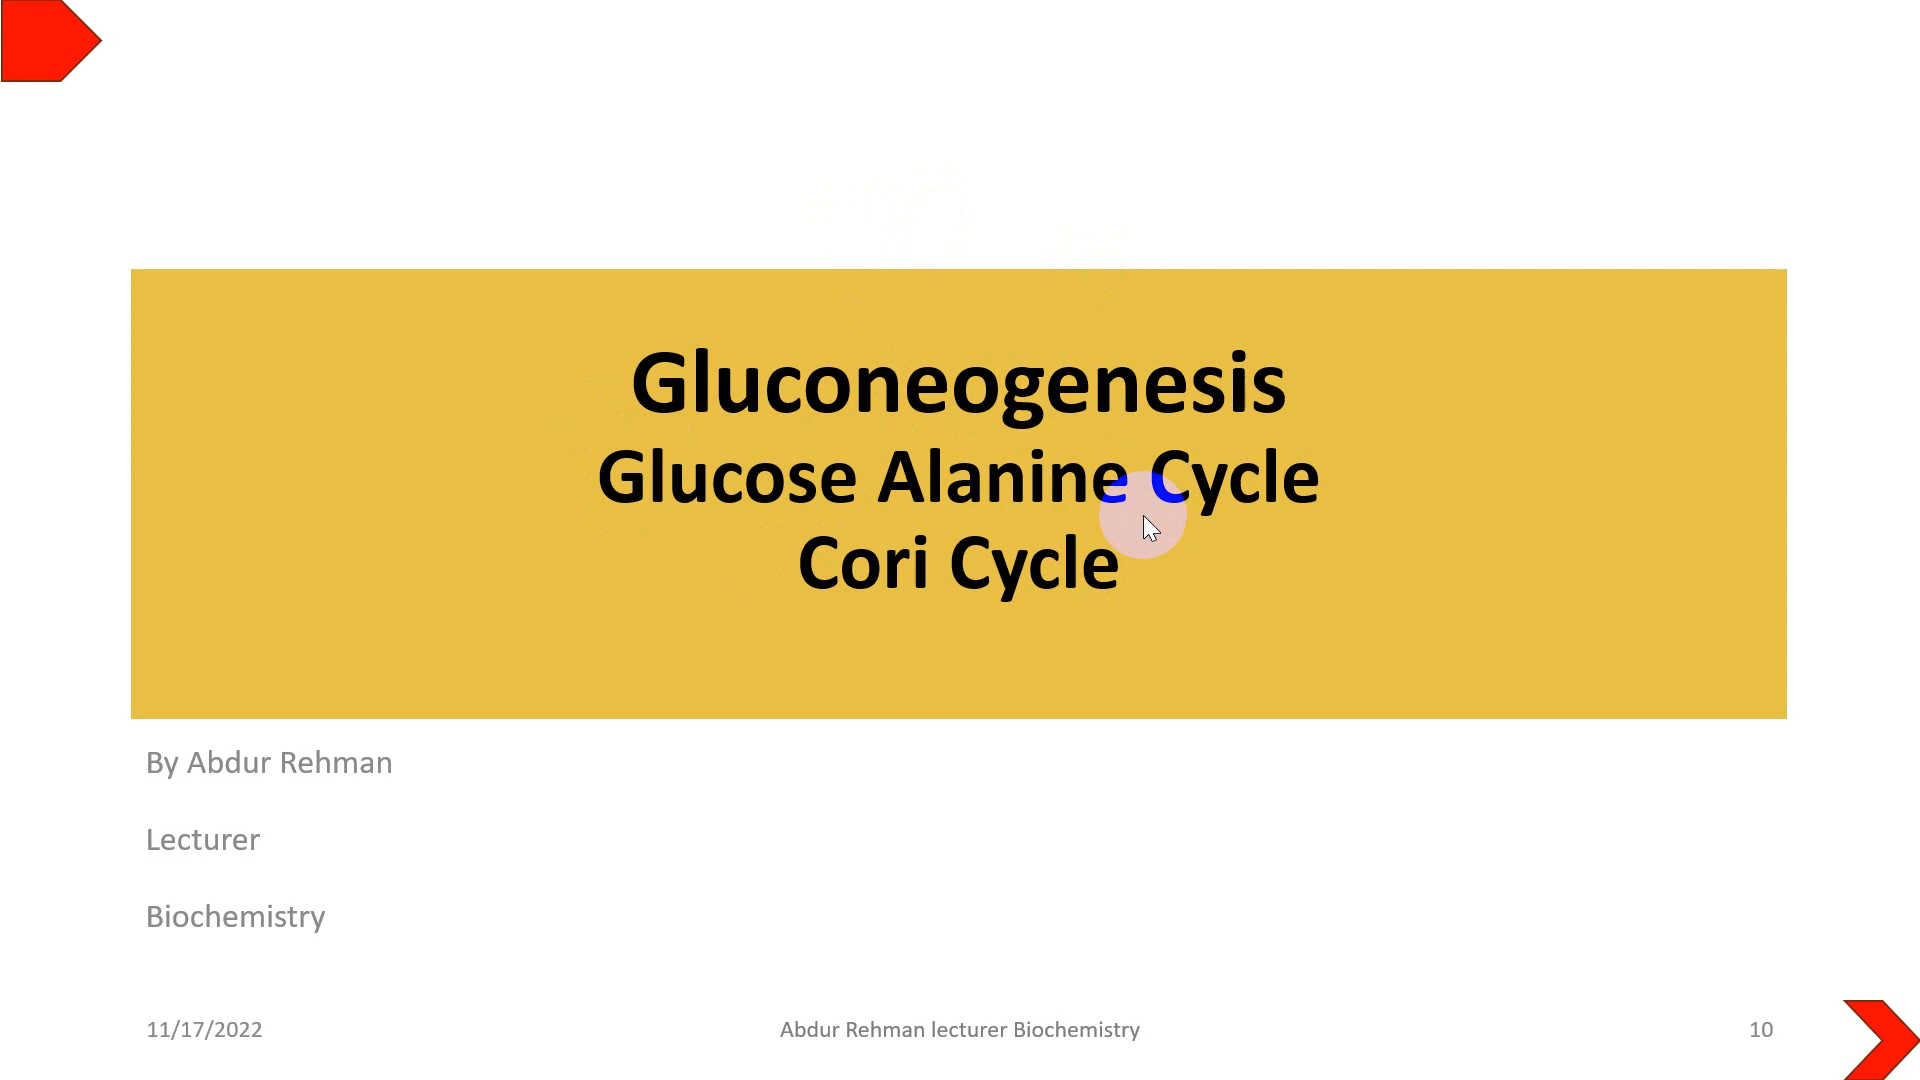 Gluconeogenesis
Glucose Alanine Cycle
Cori Cycle
By Abdur Rehman
Lecturer
Biochemistry
11/17/2022
Abdur Rehman lecturer Biochemistry
10